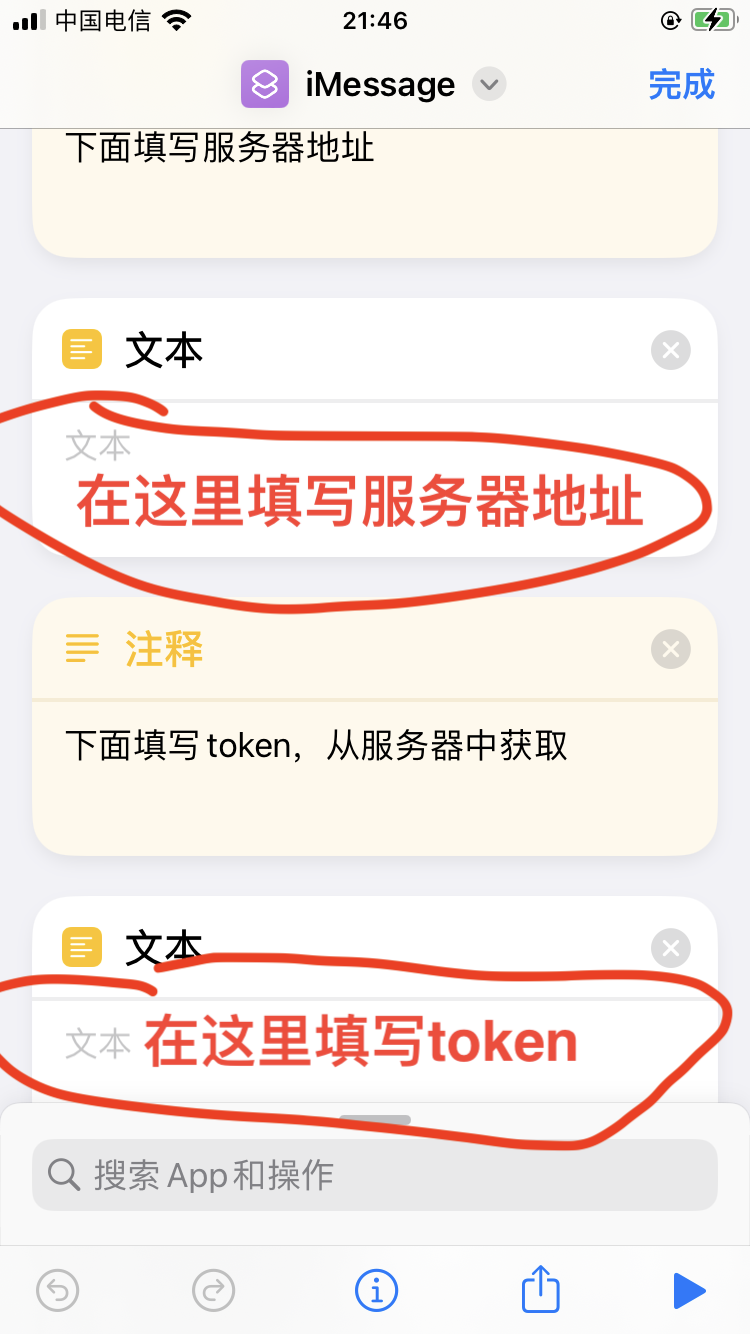 中国电信
21:46
iMessage
完成
下面填写服务器地址
文本
文本
在这里填写服务器地址
注释
下面填写 token，从服务器中获取
文本
文本 在这里填写token
搜索 App 和操作